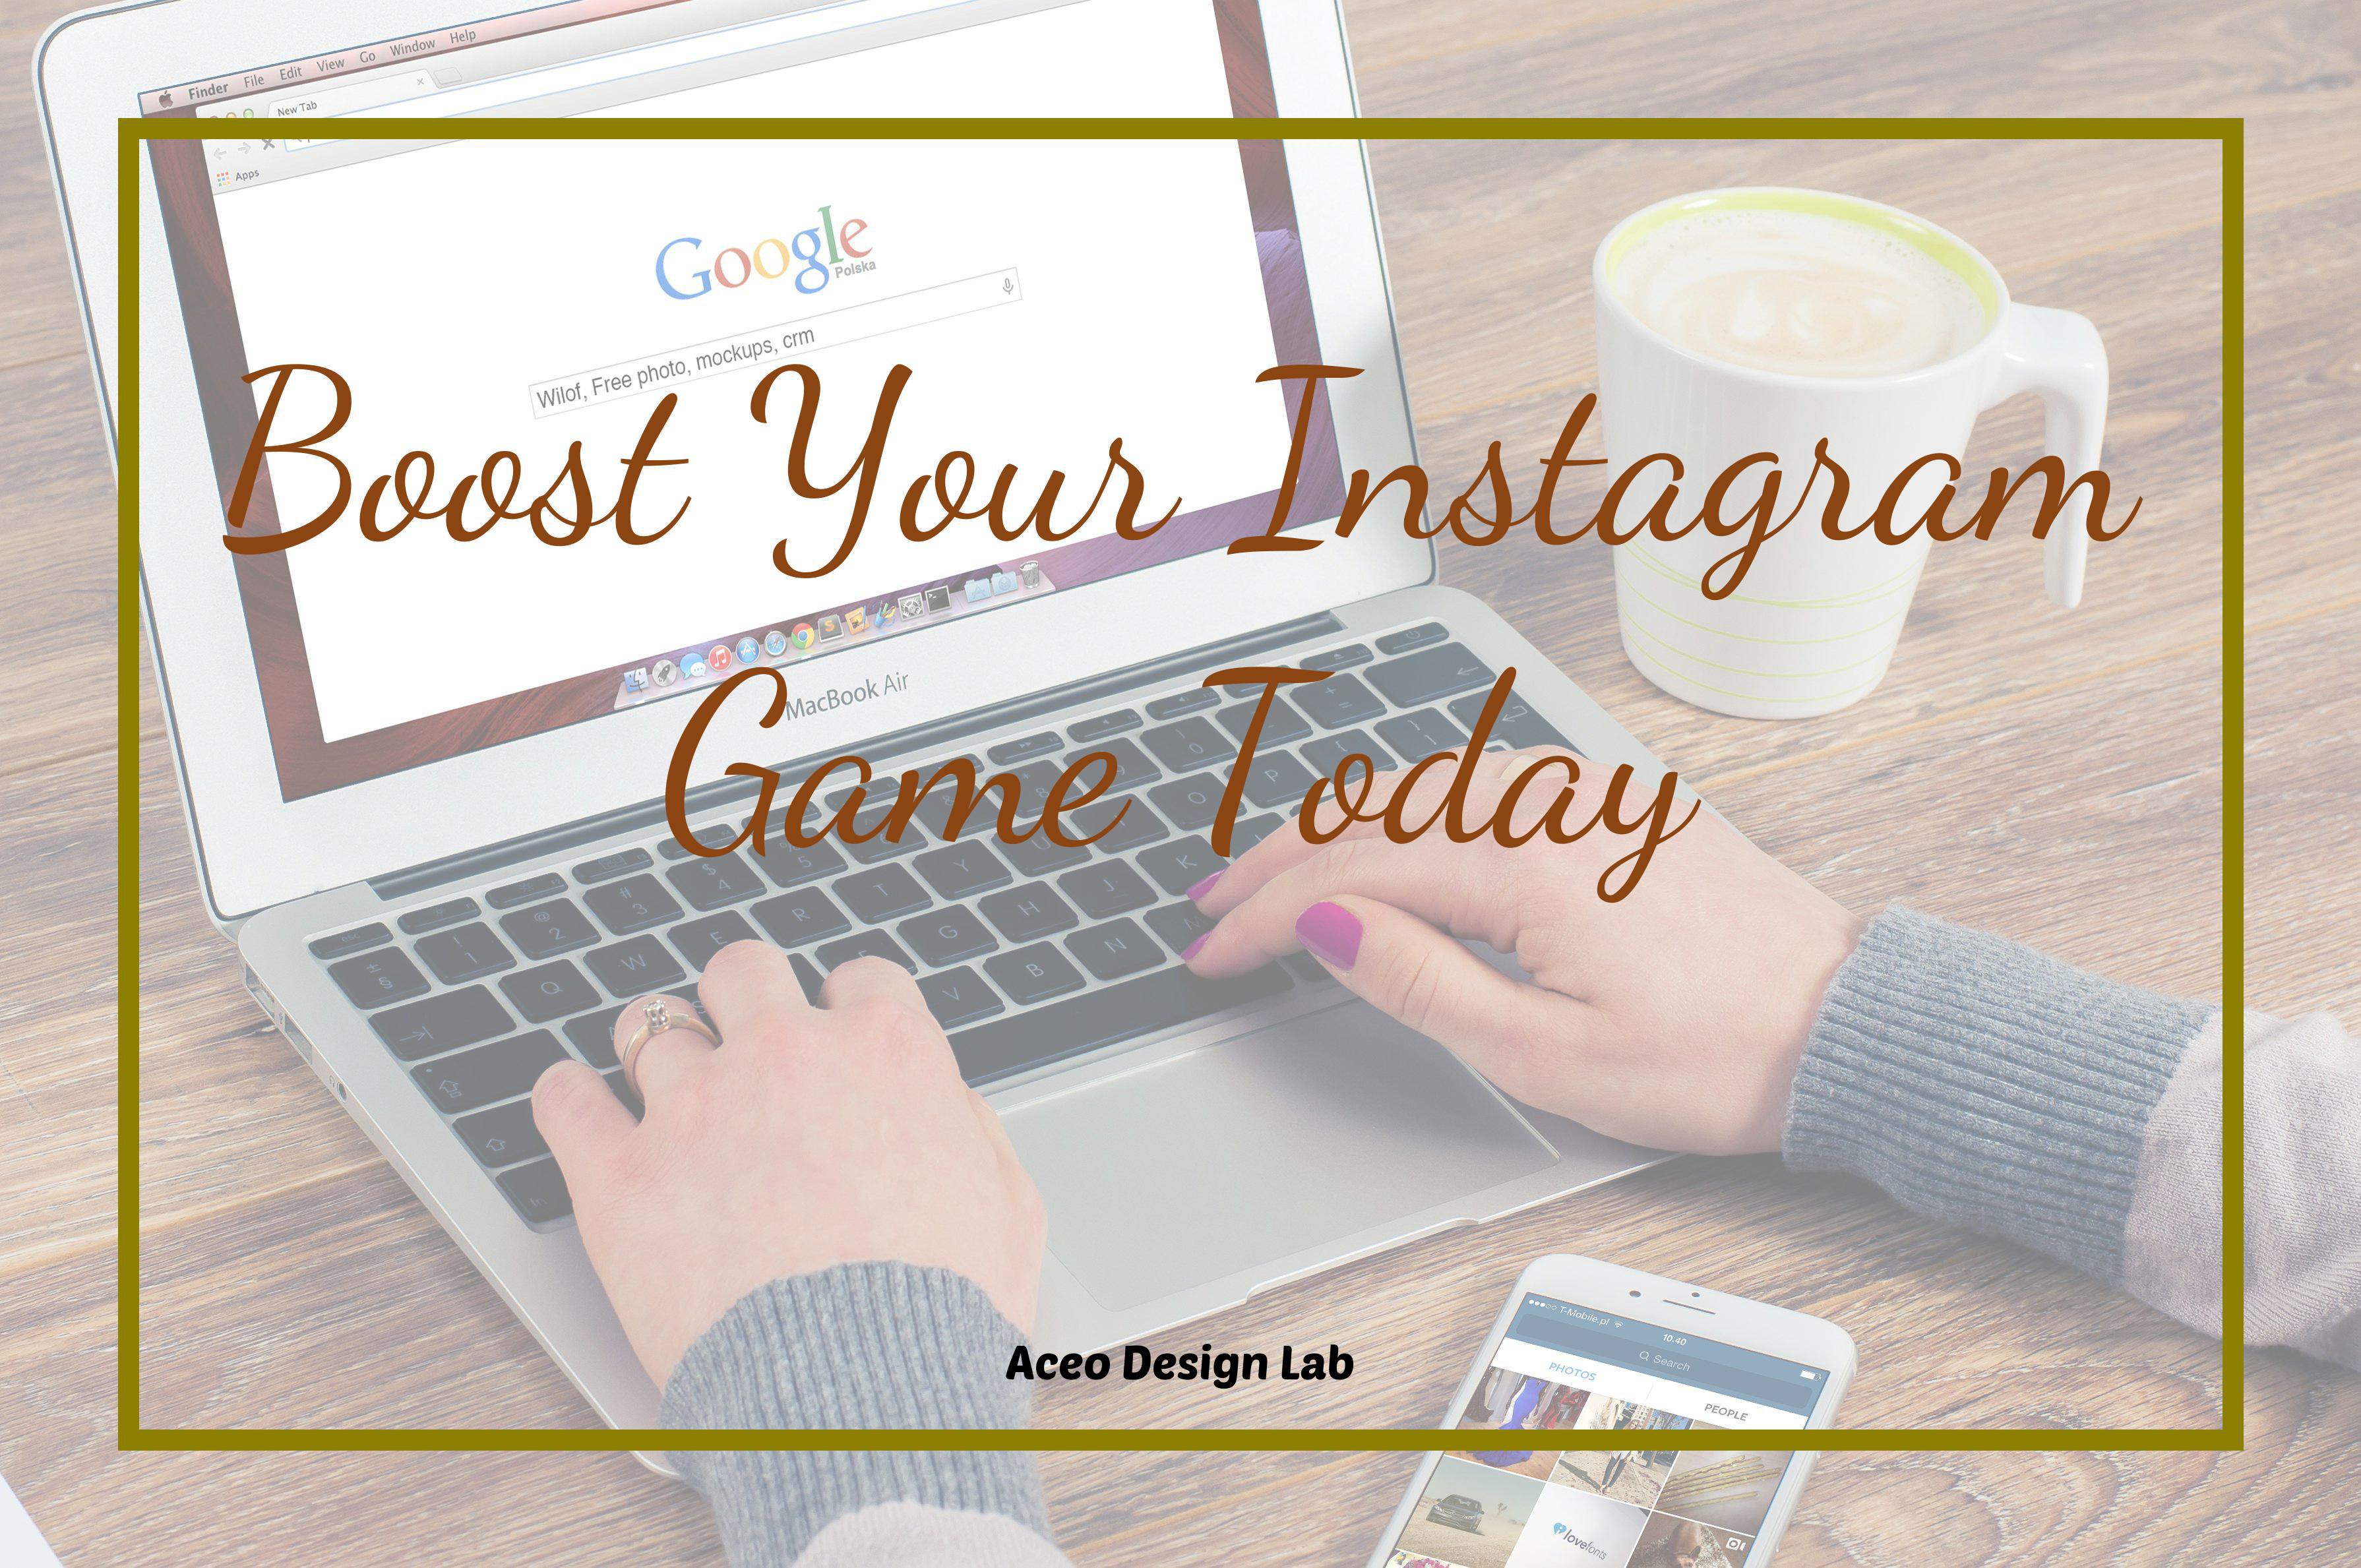 Finder File Edit View Go Window Help
New Tab
Apps
Google
Polska
Wilof, Free photo, mockups, crm
Boost Your Instagram
Game Today
MacBook Air
Aceo Design Lab
T-Mobile.pl 10:40
Search
PHOTOS PEOPLE
lovefonts